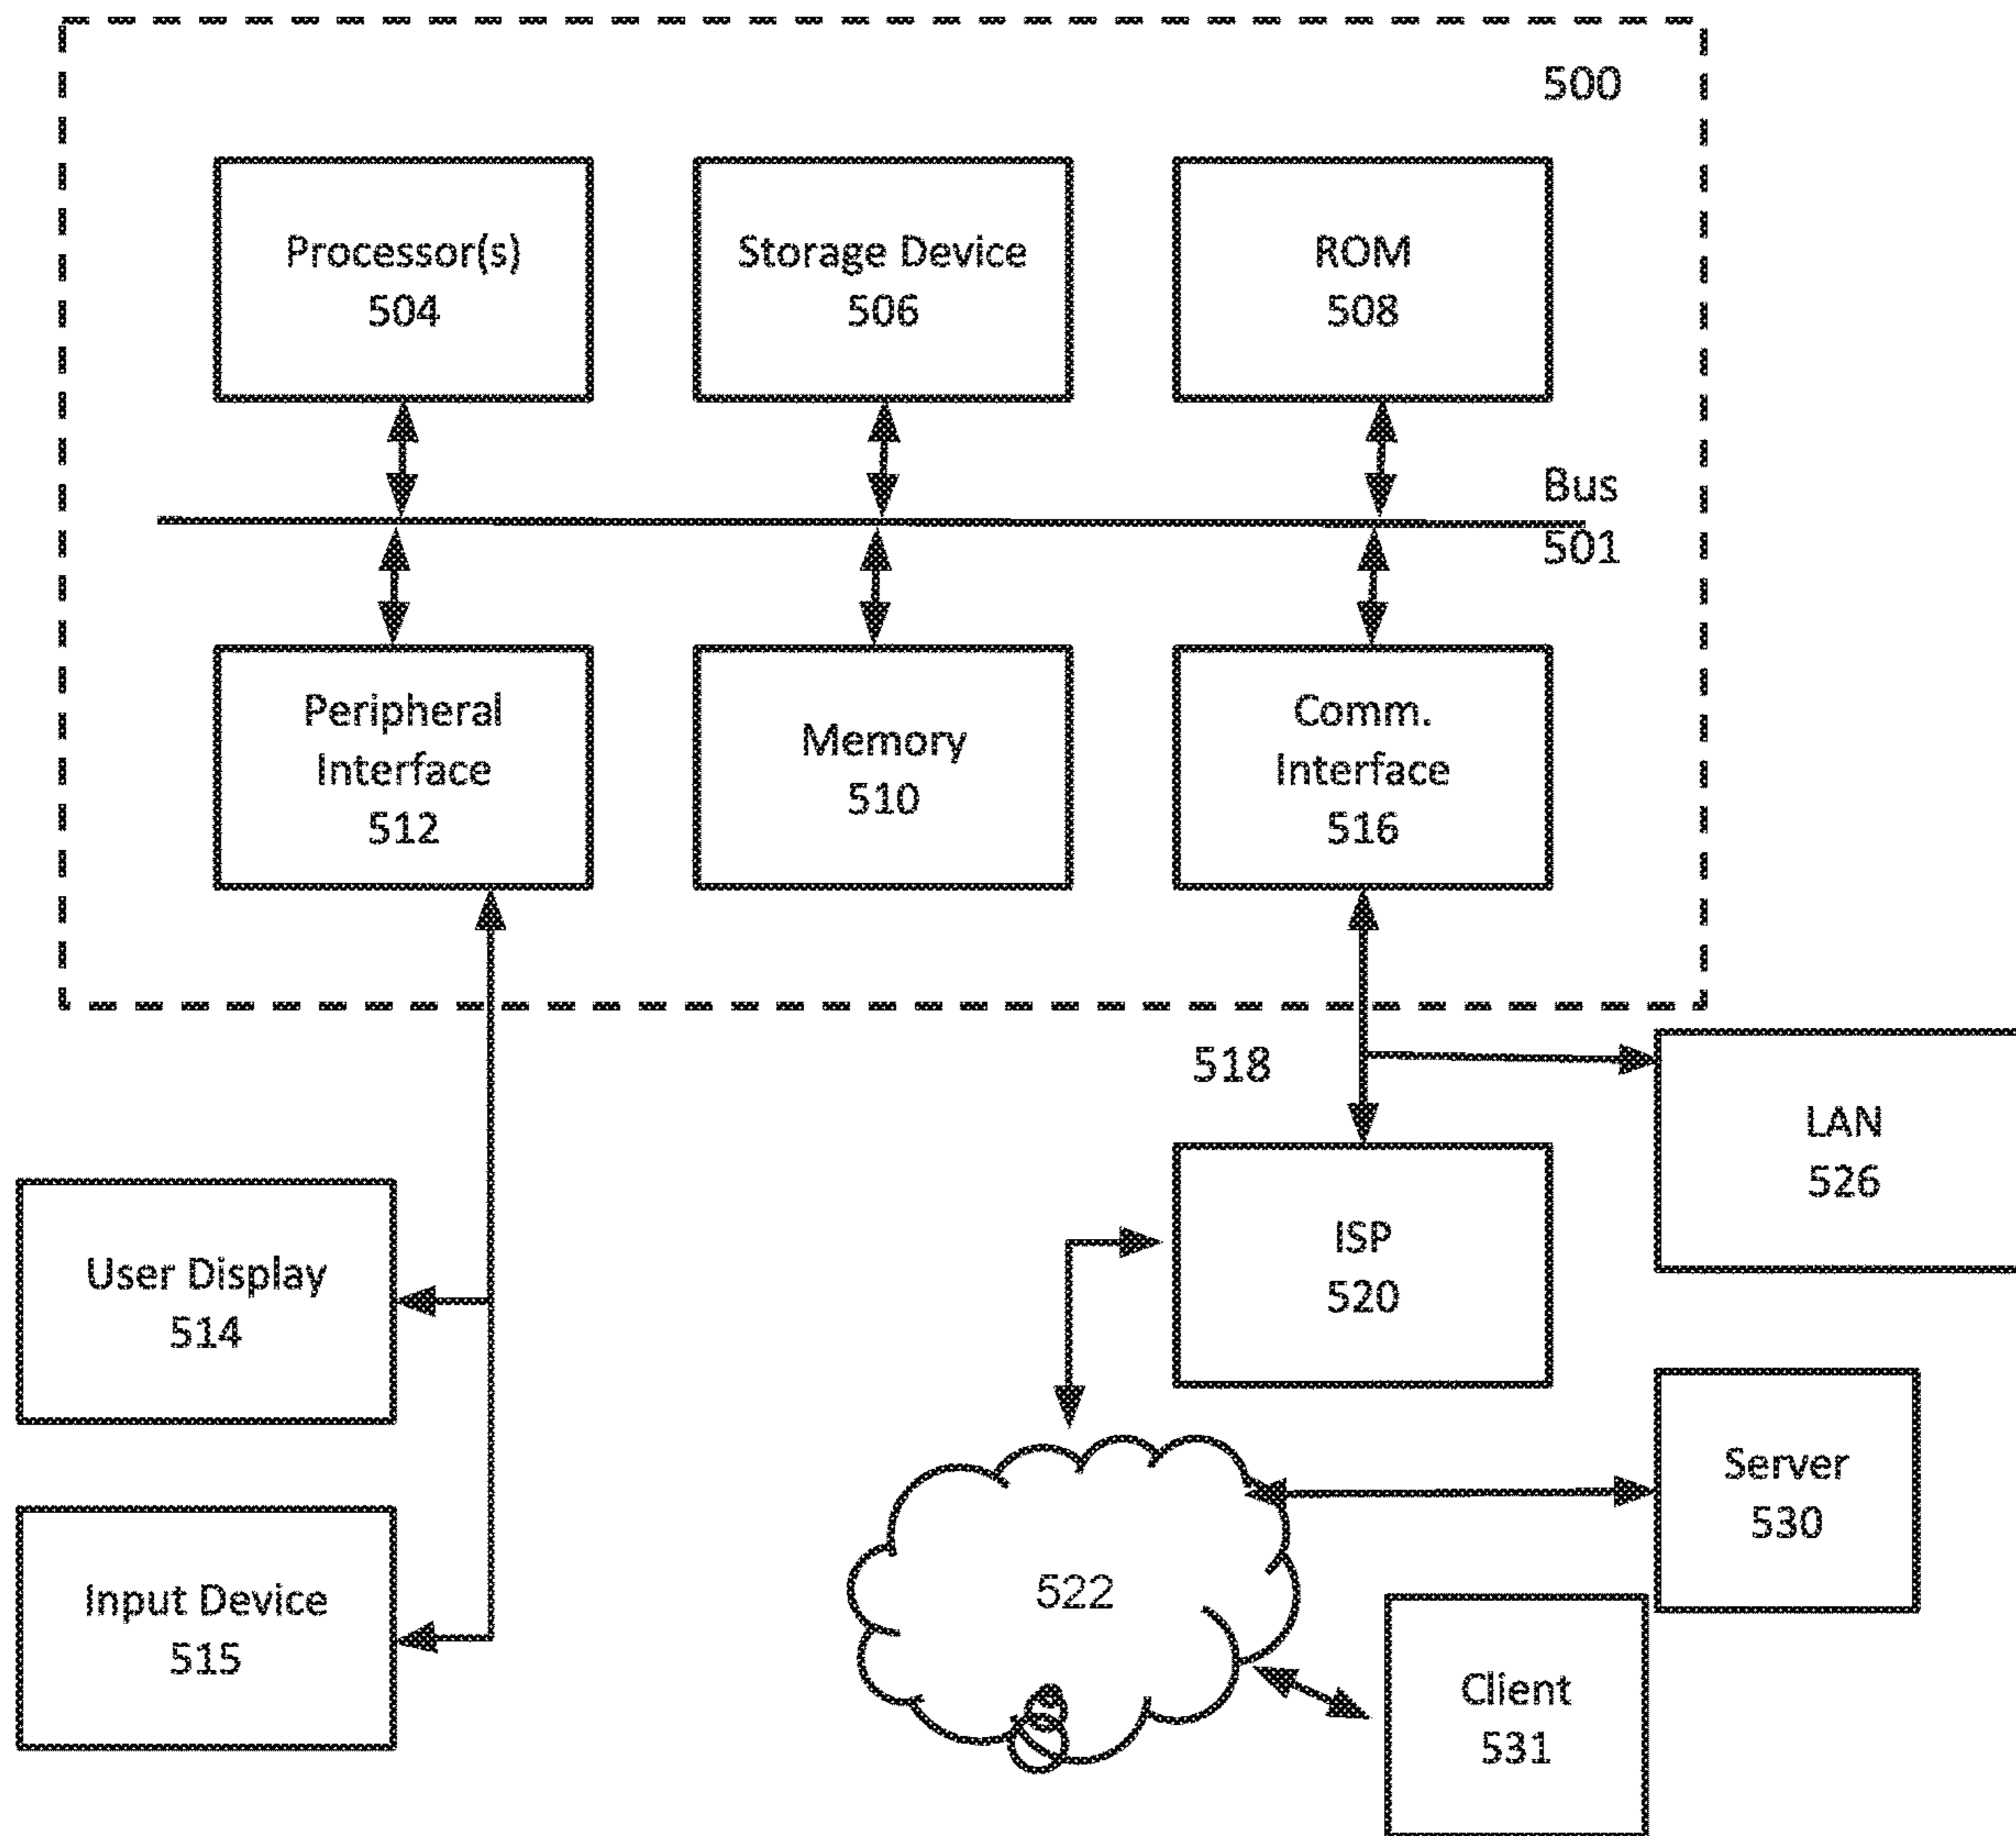 500
Processor(s)
504
Storage Device
506
ROM
508
Bus
501
Peripheral
Interface
512
Memory
510
Comm.
Interface
516
518
LAN
526
User Display
514
ISP
520
Server
530
Input Device
515
522
Client
531